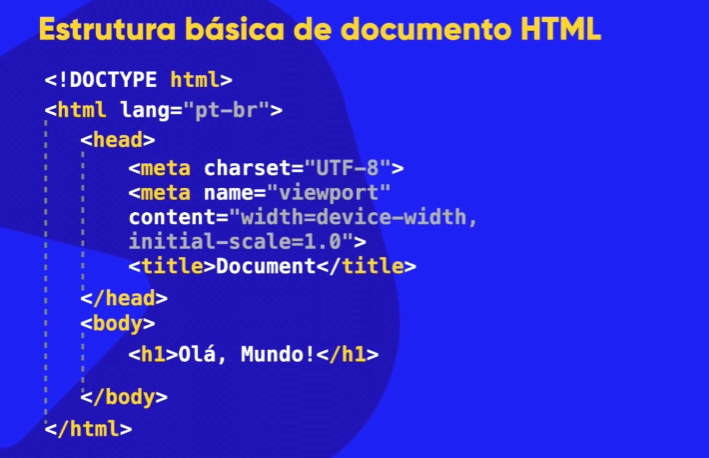 Estrutura básica de documento HTML
<!DOCTYPE html>
<html lang="pt-br">
<head>
<meta charset="UTF-8">
<meta name="viewport"
content="width=device-width,
initial-scale=1.0">
<title>Document</title>
</head>
<body>
<h1>Olá, Mundo!</h1>
</body>
</html>